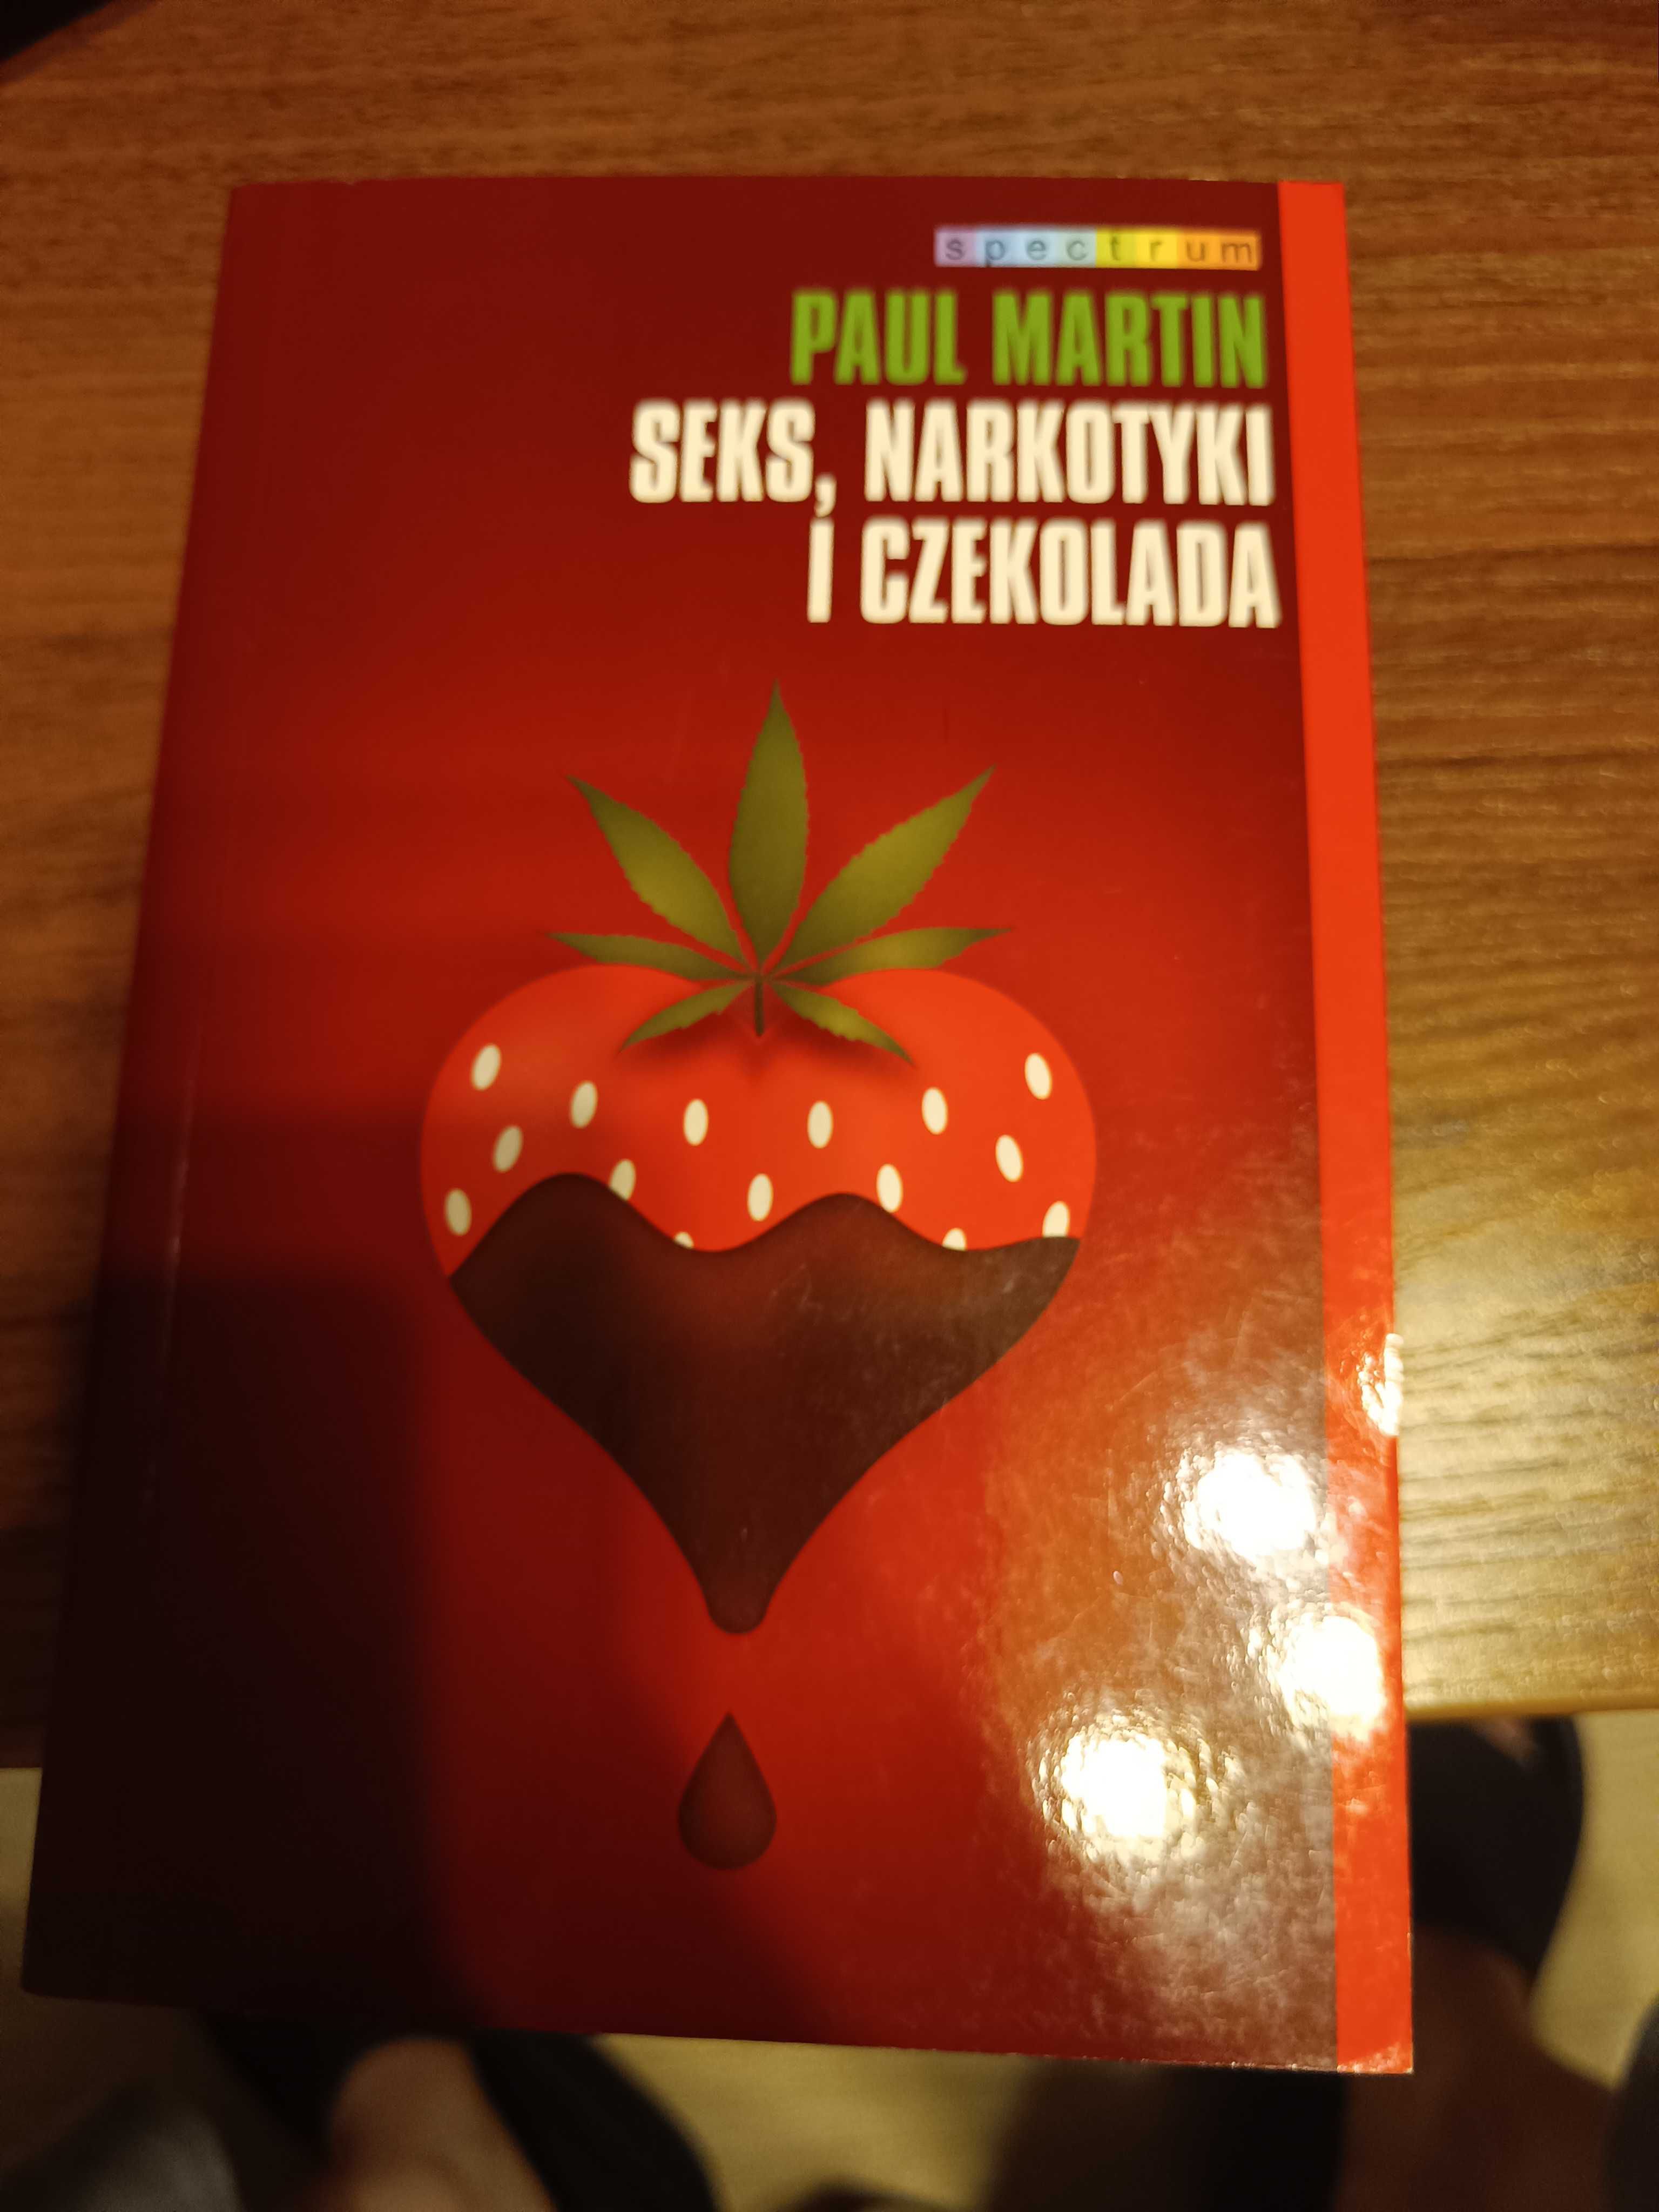 spectrum
PAUL MARTIN
SEKS, NARKOTYKI
I CZEKOLADA